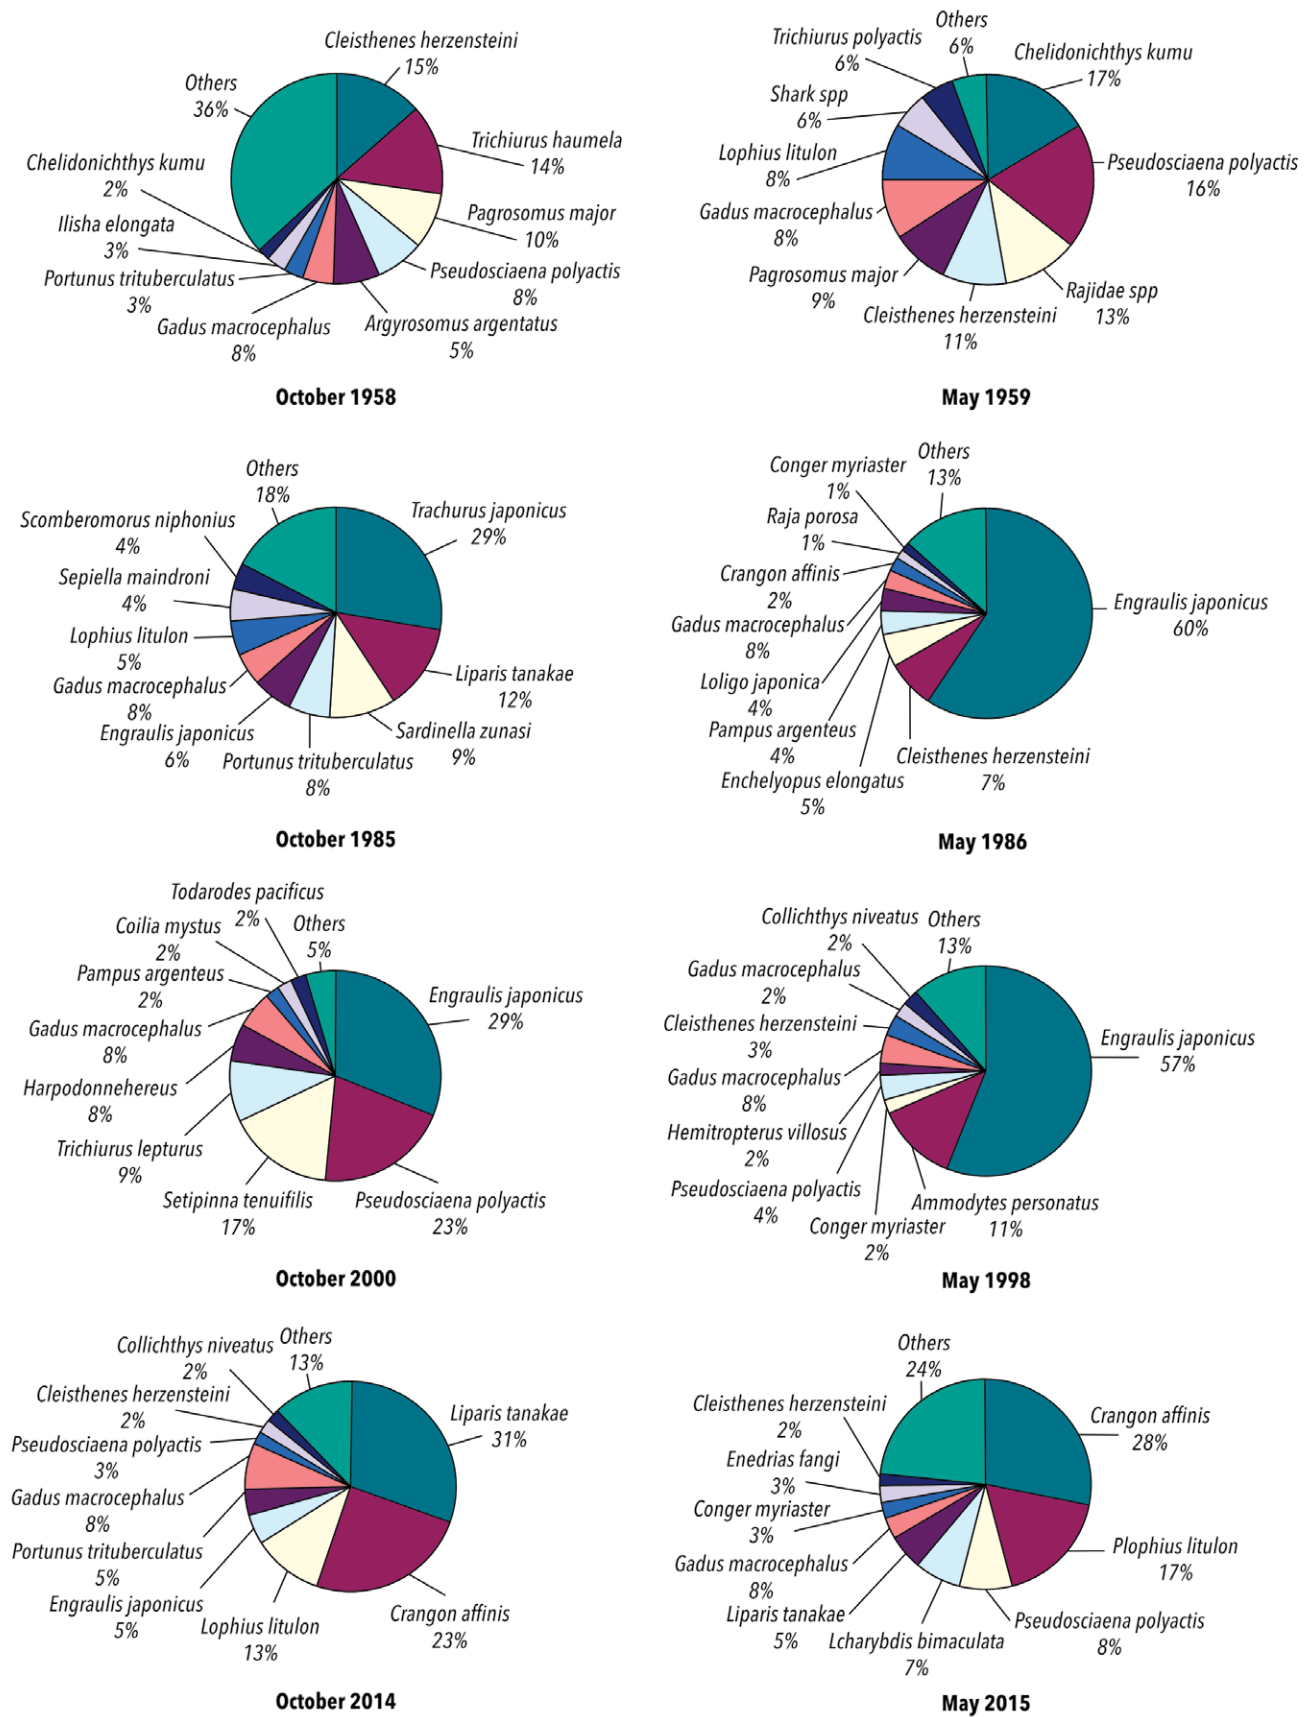 Cleisthenes herzensteini
15%
Trichiurus haumela
14%
Pagrosomus major
10%
Pseudosciaena polyactis
8%
Argyrosomus argentatus
5%
Gadus macrocephalus
8%
Portunus trituberculatus
3%
Ilisha elongata
3%
Chelidonichthys kumu
2%
Others
36%
October 1958
Chelidonichthys kumu
17%
Pseudosciaena polyactis
16%
Rajidae spp
13%
Cleisthenes herzensteini
11%
Pagrosomus major
9%
Gadus macrocephalus
8%
Lophius litulon
8%
Shark spp
6%
Trichiurus polyactis
6%
Others
6%
May 1959
Trachurus japonicus
29%
Liparis tanakae
12%
Sardinella zunasi
9%
Portunus trituberculatus
8%
Engraulis japonicus
6%
Gadus macrocephalus
8%
Lophius litulon
5%
Sepiella maindroni
4%
Scomberomorus niphonius
4%
Others
18%
October 1985
Engraulis japonicus
60%
Cleisthenes herzensteini
7%
Enchelyopus elongatus
5%
Pampus argenteus
4%
Loligo japonica
4%
Gadus macrocephalus
8%
Crangon affinis
2%
Raja porosa
1%
Conger myriaster
1%
Others
13%
May 1986
Engraulis japonicus
29%
Pseudosciaena polyactis
23%
Setipinna tenuifilis
17%
Trichiurus lepturus
9%
Harpodonnehereus
8%
Gadus macrocephalus
8%
Pampus argenteus
2%
Coilia mystus
2%
Todarodes pacificus
2%
Others
5%
October 2000
Engraulis japonicus
57%
Ammodytes personatus
11%
Conger myriaster
2%
Pseudosciaena polyactis
4%
Hemitropterus villosus
2%
Gadus macrocephalus
8%
Cleisthenes herzensteini
3%
Gadus macrocephalus
2%
Collichthys niveatus
2%
Others
13%
May 1998
Liparis tanakae
31%
Crangon affinis
23%
Lophius litulon
13%
Engraulis japonicus
5%
Portunus trituberculatus
5%
Gadus macrocephalus
8%
Pseudosciaena polyactis
3%
Cleisthenes herzensteini
2%
Collichthys niveatus
2%
Others
13%
October 2014
Crangon affinis
28%
Plophius litulon
17%
Pseudosciaena polyactis
8%
Lcharybdis bimaculata
7%
Liparis tanakae
5%
Gadus macrocephalus
8%
Conger myriaster
3%
Enedrias fangi
3%
Cleisthenes herzensteini
2%
Others
24%
May 2015